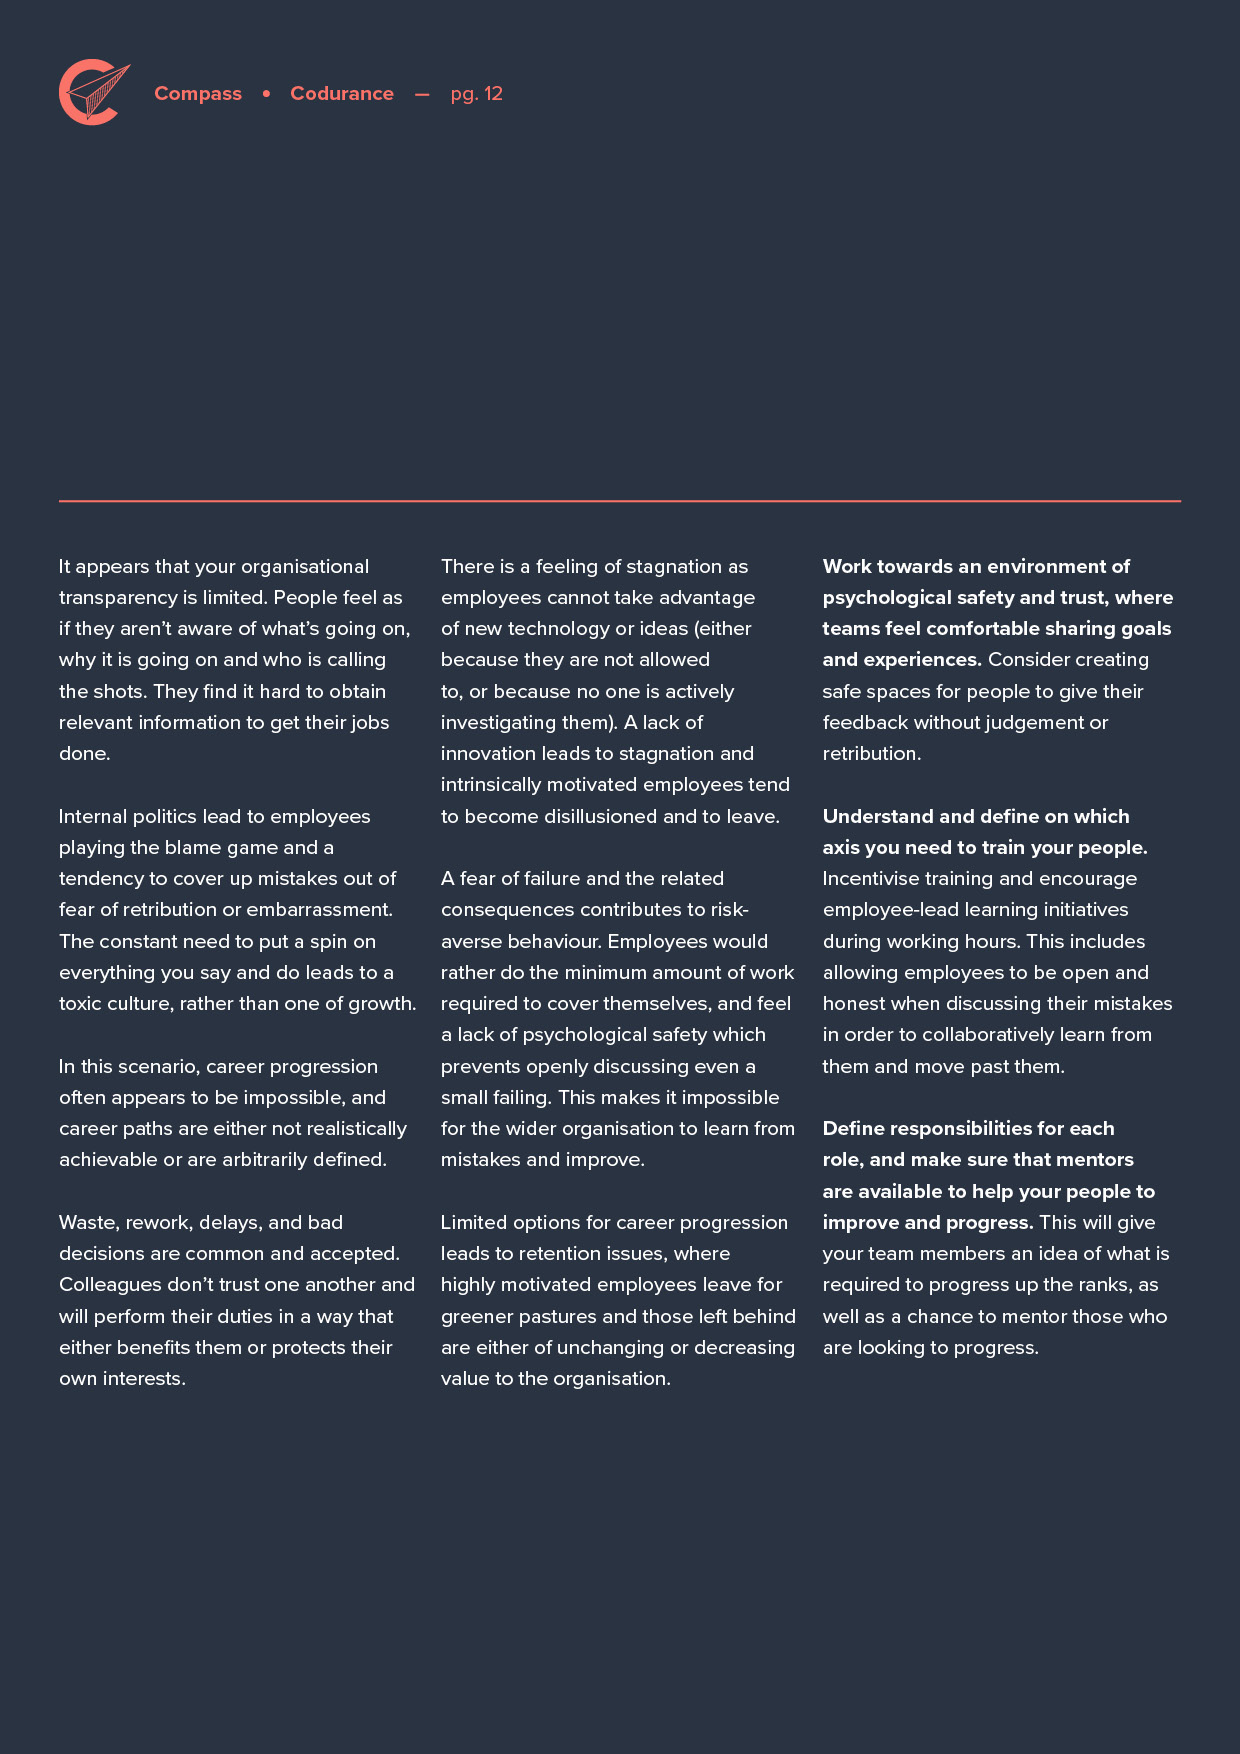 Compass • Codurance — pg. 12
It appears that your organisational
transparency is limited. People feel as
if they aren’t aware of what’s going on,
why it is going on and who is calling
the shots. They find it hard to obtain
relevant information to get their jobs
done.
Internal politics lead to employees
playing the blame game and a
tendency to cover up mistakes out of
fear of retribution or embarrassment.
The constant need to put a spin on
everything you say and do leads to a
toxic culture, rather than one of growth.
In this scenario, career progression
often appears to be impossible, and
career paths are either not realistically
achievable or are arbitrarily defined.
Waste, rework, delays, and bad
decisions are common and accepted.
Colleagues don’t trust one another and
will perform their duties in a way that
either benefits them or protects their
own interests.
There is a feeling of stagnation as
employees cannot take advantage
of new technology or ideas (either
because they are not allowed
to, or because no one is actively
investigating them). A lack of
innovation leads to stagnation and
intrinsically motivated employees tend
to become disillusioned and to leave.
A fear of failure and the related
consequences contributes to risk-
averse behaviour. Employees would
rather do the minimum amount of work
required to cover themselves, and feel
a lack of psychological safety which
prevents openly discussing even a
small failing. This makes it impossible
for the wider organisation to learn from
mistakes and improve.
Limited options for career progression
leads to retention issues, where
highly motivated employees leave for
greener pastures and those left behind
are either of unchanging or decreasing
value to the organisation.
Work towards an environment of
psychological safety and trust, where
teams feel comfortable sharing goals
and experiences. Consider creating
safe spaces for people to give their
feedback without judgement or
retribution.
Understand and define on which
axis you need to train your people.
Incentivise training and encourage
employee-lead learning initiatives
during working hours. This includes
allowing employees to be open and
honest when discussing their mistakes
in order to collaboratively learn from
them and move past them.
Define responsibilities for each
role, and make sure that mentors
are available to help your people to
improve and progress. This will give
your team members an idea of what is
required to progress up the ranks, as
well as a chance to mentor those who
are looking to progress.